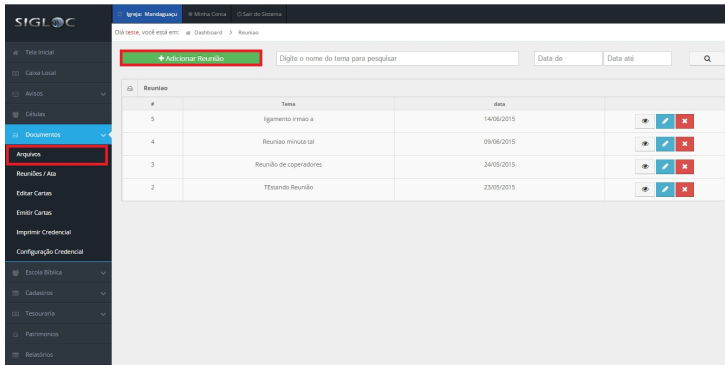 SIGLOC
Igreja: Mandaguaçu Minha Conta Sair do Sistema
Olá teste, você está em: Dashboard > Reuniao
Tela Inicial
Caixa Local
Avisos
Células
Documentos
Arquivos
Reuniões / Ata
Editar Cartas
Emitir Cartas
Imprimir Credencial
Configuração Credencial
Escola Bíblica
Cadastros
Tesouraria
Patrimonios
Relatórios
+ Adicionar Reunião Digite o nome do tema para pesquisar Data de Data até
Reuniao
# Tema data
5 ligamento irmao a 14/06/2015
4 Reuniao minuta tal 09/06/2015
3 Reunião de coperadores 24/05/2015
2 TEstando Reunião 23/05/2015